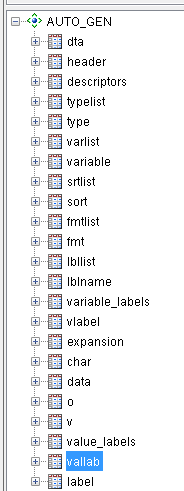 AUTO_GEN
dta
header
descriptors
typelist
type
varlist
variable
srtlist
sort
fmtlist
fmt
lbllist
lblname
variable_labels
vlabel
expansion
char
data
o
v
value_labels
vallab
label